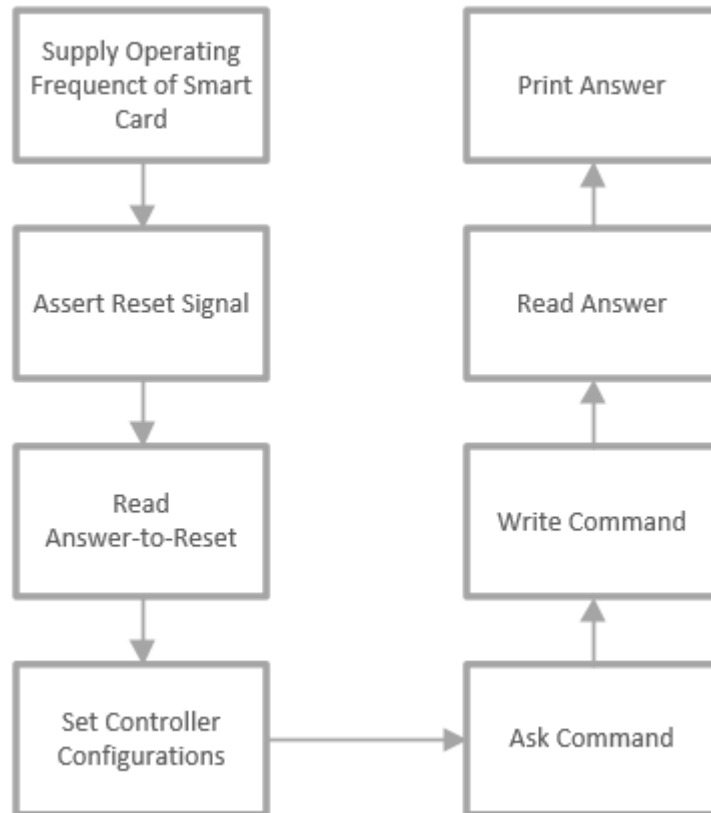 Supply Operating
Frequenct of Smart
Card
Assert Reset Signal
Read
Answer-to-Reset
Set Controller
Configurations
Ask Command
Write Command
Read Answer
Print Answer